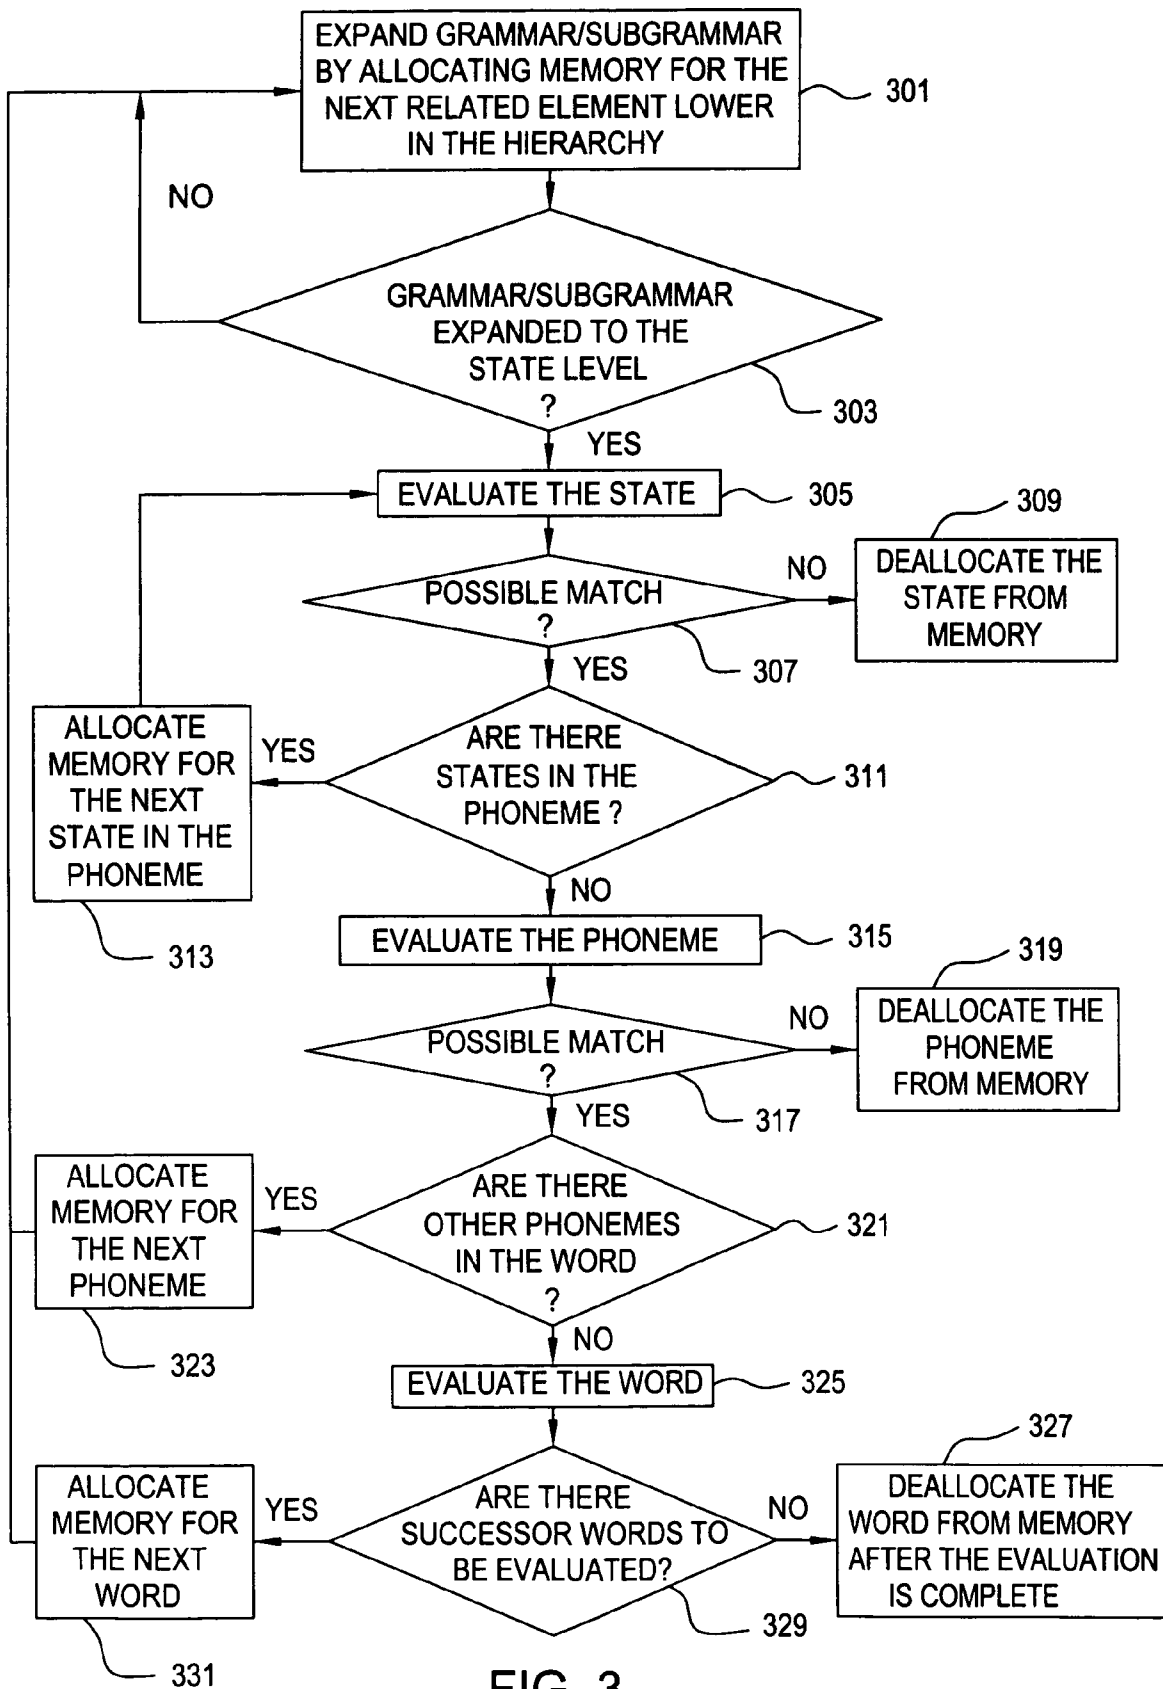 EXPAND GRAMMAR/SUBGRAMMAR
BY ALLOCATING MEMORY FOR THE
NEXT RELATED ELEMENT LOWER
IN THE HIERARCHY
301
NO
GRAMMAR/SUBGRAMMAR
EXPANDED TO THE
STATE LEVEL
?
303
YES
EVALUATE THE STATE
305
309
POSSIBLE MATCH
?
307
NO
DEALLOCATE THE
STATE FROM
MEMORY
YES
ARE THERE
STATES IN THE
PHONEME ?
311
YES
ALLOCATE
MEMORY FOR
THE NEXT
STATE IN THE
PHONEME
313
NO
EVALUATE THE PHONEME
315
319
POSSIBLE MATCH
?
317
NO
DEALLOCATE THE
PHONEME
FROM MEMORY
YES
ARE THERE
OTHER PHONEMES
IN THE WORD
?
321
YES
ALLOCATE
MEMORY FOR
THE NEXT
PHONEME
323
NO
EVALUATE THE WORD
325
327
ARE THERE
SUCCESSOR WORDS TO
BE EVALUATED?
329
NO
DEALLOCATE THE
WORD FROM MEMORY
AFTER THE EVALUATION
IS COMPLETE
YES
ALLOCATE
MEMORY FOR
THE NEXT
WORD
331
FIG. 3